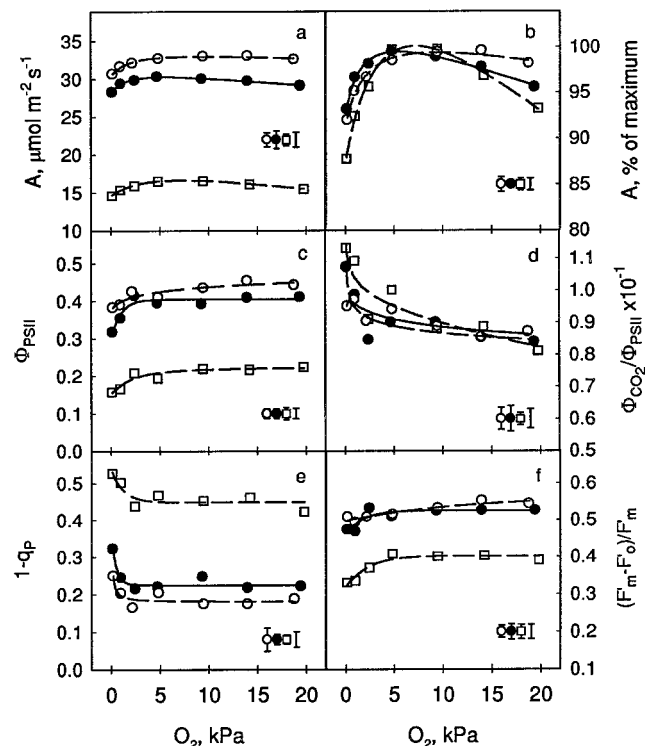 a
35
30
25
20
15
10
A, μmol m⁻² s⁻¹
b
100
95
90
85
80
A, % of maximum
c
0.5
0.4
0.3
0.2
0.1
0.0
Φ_PSII
d
1.1
1.0
0.9
0.8
0.7
0.6
0.5
Φ_CO₂/Φ_PSII x10⁻¹
e
0.5
0.4
0.3
0.2
0.1
0.0
1-q_P
f
0.6
0.5
0.4
0.3
0.2
0.1
(F'_m-F'_o)/F'_m
0 5 10 15 20
O₂, kPa
0 5 10 15 20
O₂, kPa